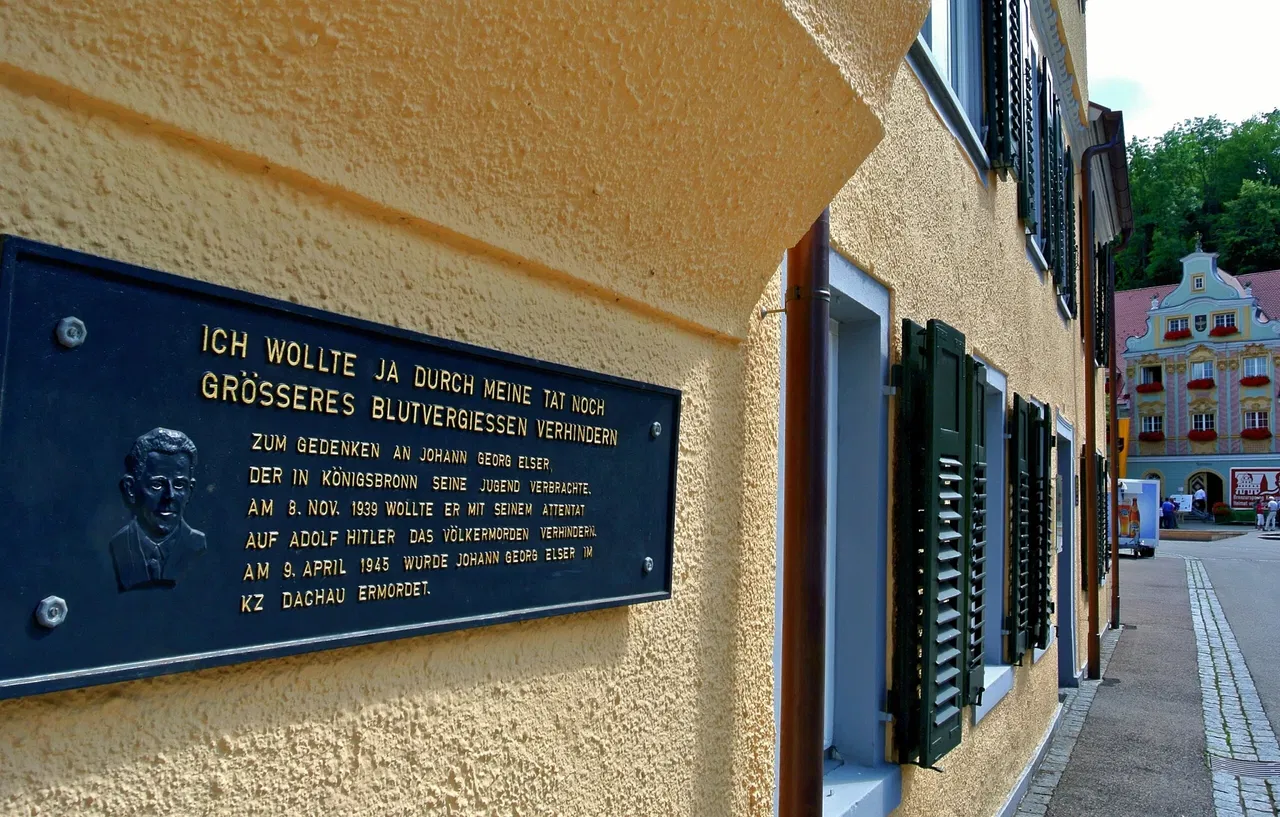 ICH WOLLTE JA DURCH MEINE TAT NOCH
GRÖSSERES BLUTVERGIESSEN VERHINDERN
ZUM GEDENKEN AN JOHANN GEORG ELSER,
DER IN KÖNIGSBRONN SEINE JUGEND VERBRACHTE.
AM 8. NOV. 1939 WOLLTE ER MIT SEINEM ATTENTAT
AUF ADOLF HITLER DAS VÖLKERMORDEN VERHINDERN.
AM 9. APRIL 1945 WURDE JOHANN GEORG ELSER IM
KZ DACHAU ERMORDET.